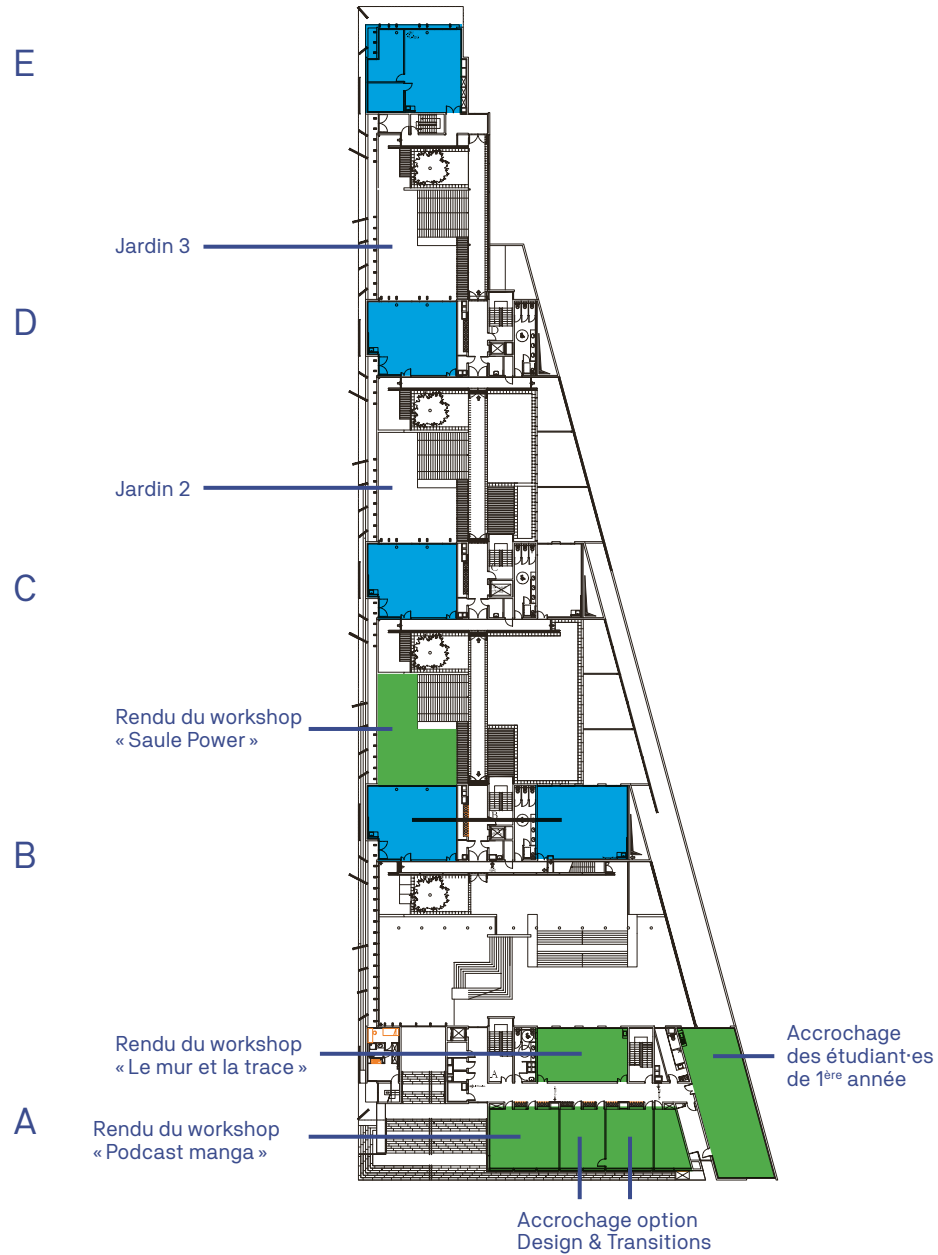 E
Jardin 3
D
Jardin 2
C
Rendu du workshop
« Saule Power »
B
Rendu du workshop
« Le mur et la trace »
Accrochage
des étudiant·es
de 1ère année
A
Rendu du workshop
« Podcast manga »
Accrochage option
Design & Transitions